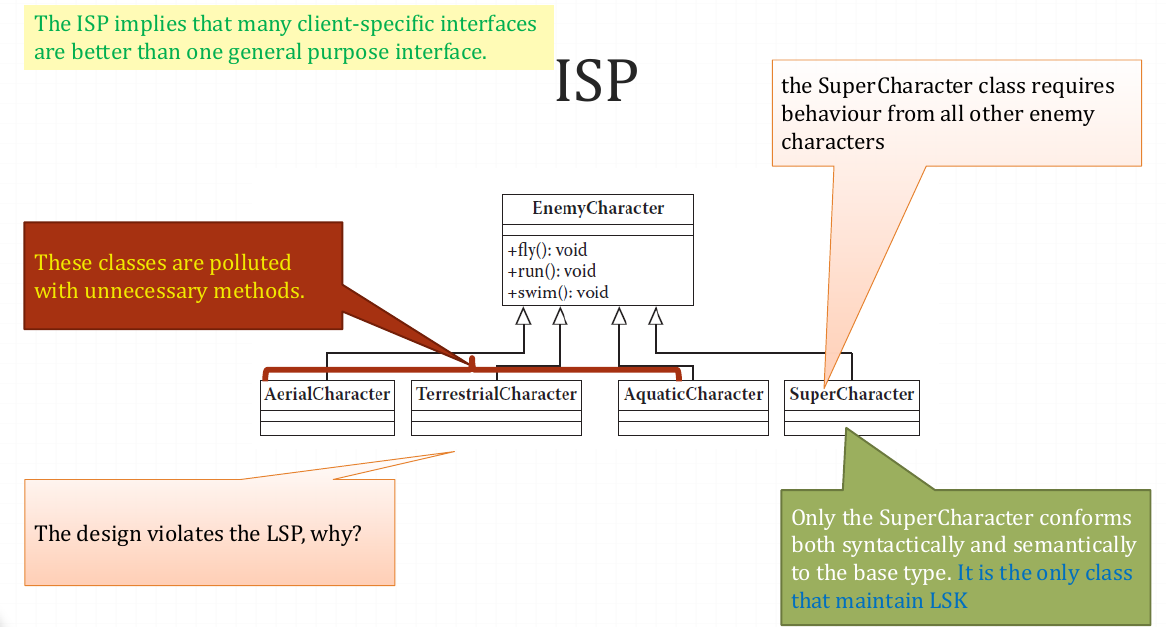 The ISP implies that many client-specific interfaces
are better than one general purpose interface.
ISP
the SuperCharacter class requires
behaviour from all other enemy
characters
EnemyCharacter
+fly(): void
+run(): void
+swim(): void
These classes are polluted
with unnecessary methods.
AerialCharacter
TerrestrialCharacter
AquaticCharacter
SuperCharacter
The design violates the LSP, why?
Only the SuperCharacter conforms
both syntactically and semantically
to the base type. It is the only class
that maintain LSK